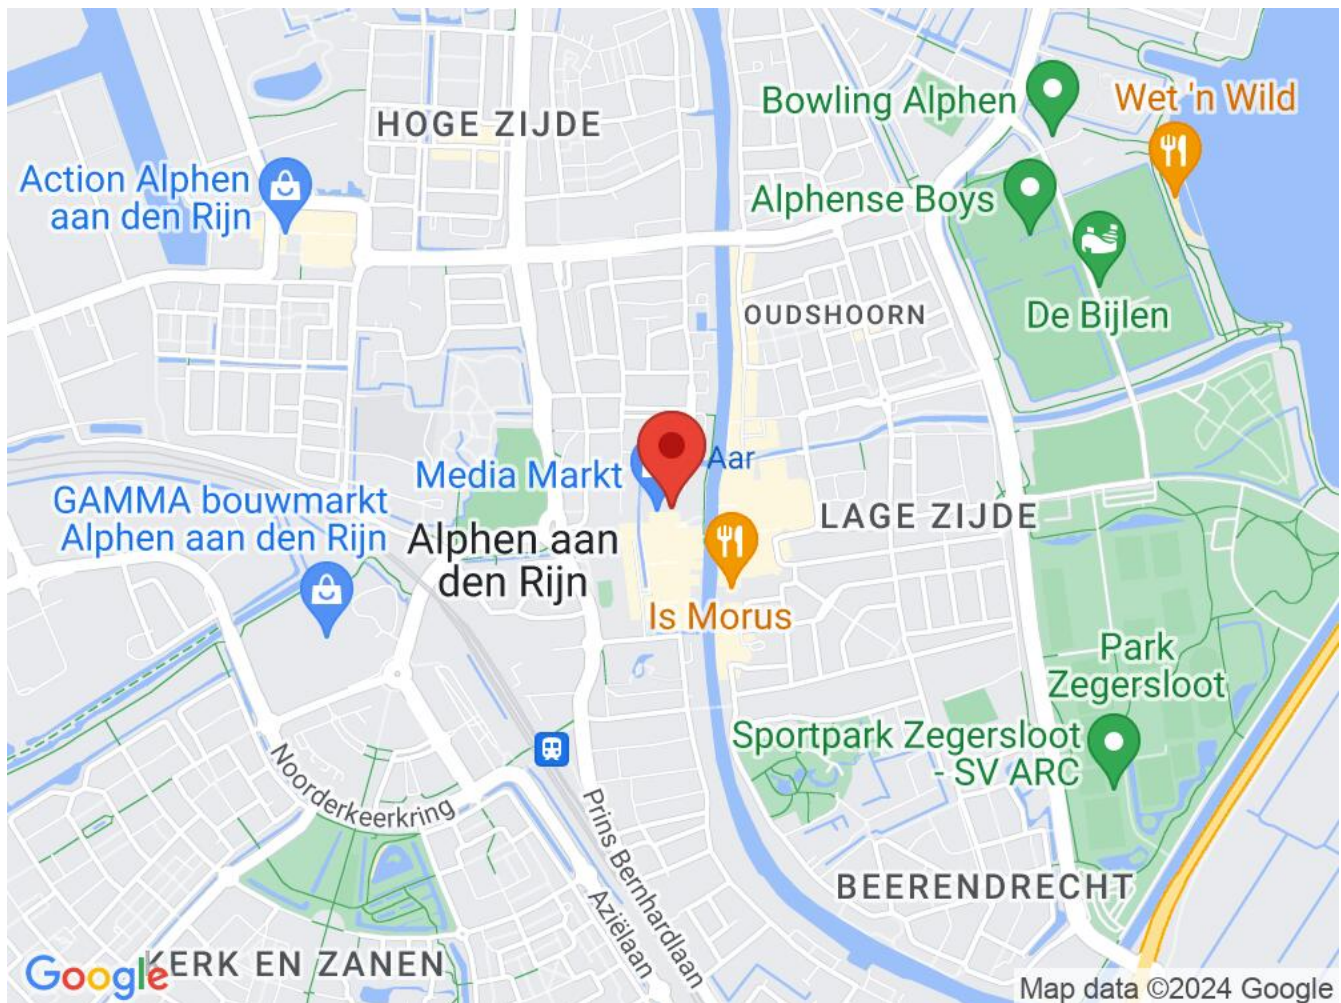 HOGE ZIJDE
Bowling Alphen
Wet 'n Wild
Action Alphen
aan den Rijn
Alphense Boys
OUDSHOORN
De Bijlen
Aar
Media Markt
GAMMA bouwmarkt
Alphen aan den Rijn
Alphen aan
den Rijn
LAGE ZIJDE
Is Morus
Park
Zegersloot
Sportpark Zegersloot
- SV ARC
Noorderkeerkring
Prins Bernhardlaan
Aziëlaan
BEERENDRECHT
KERK EN ZANEN
Google
Map data ©2024 Google